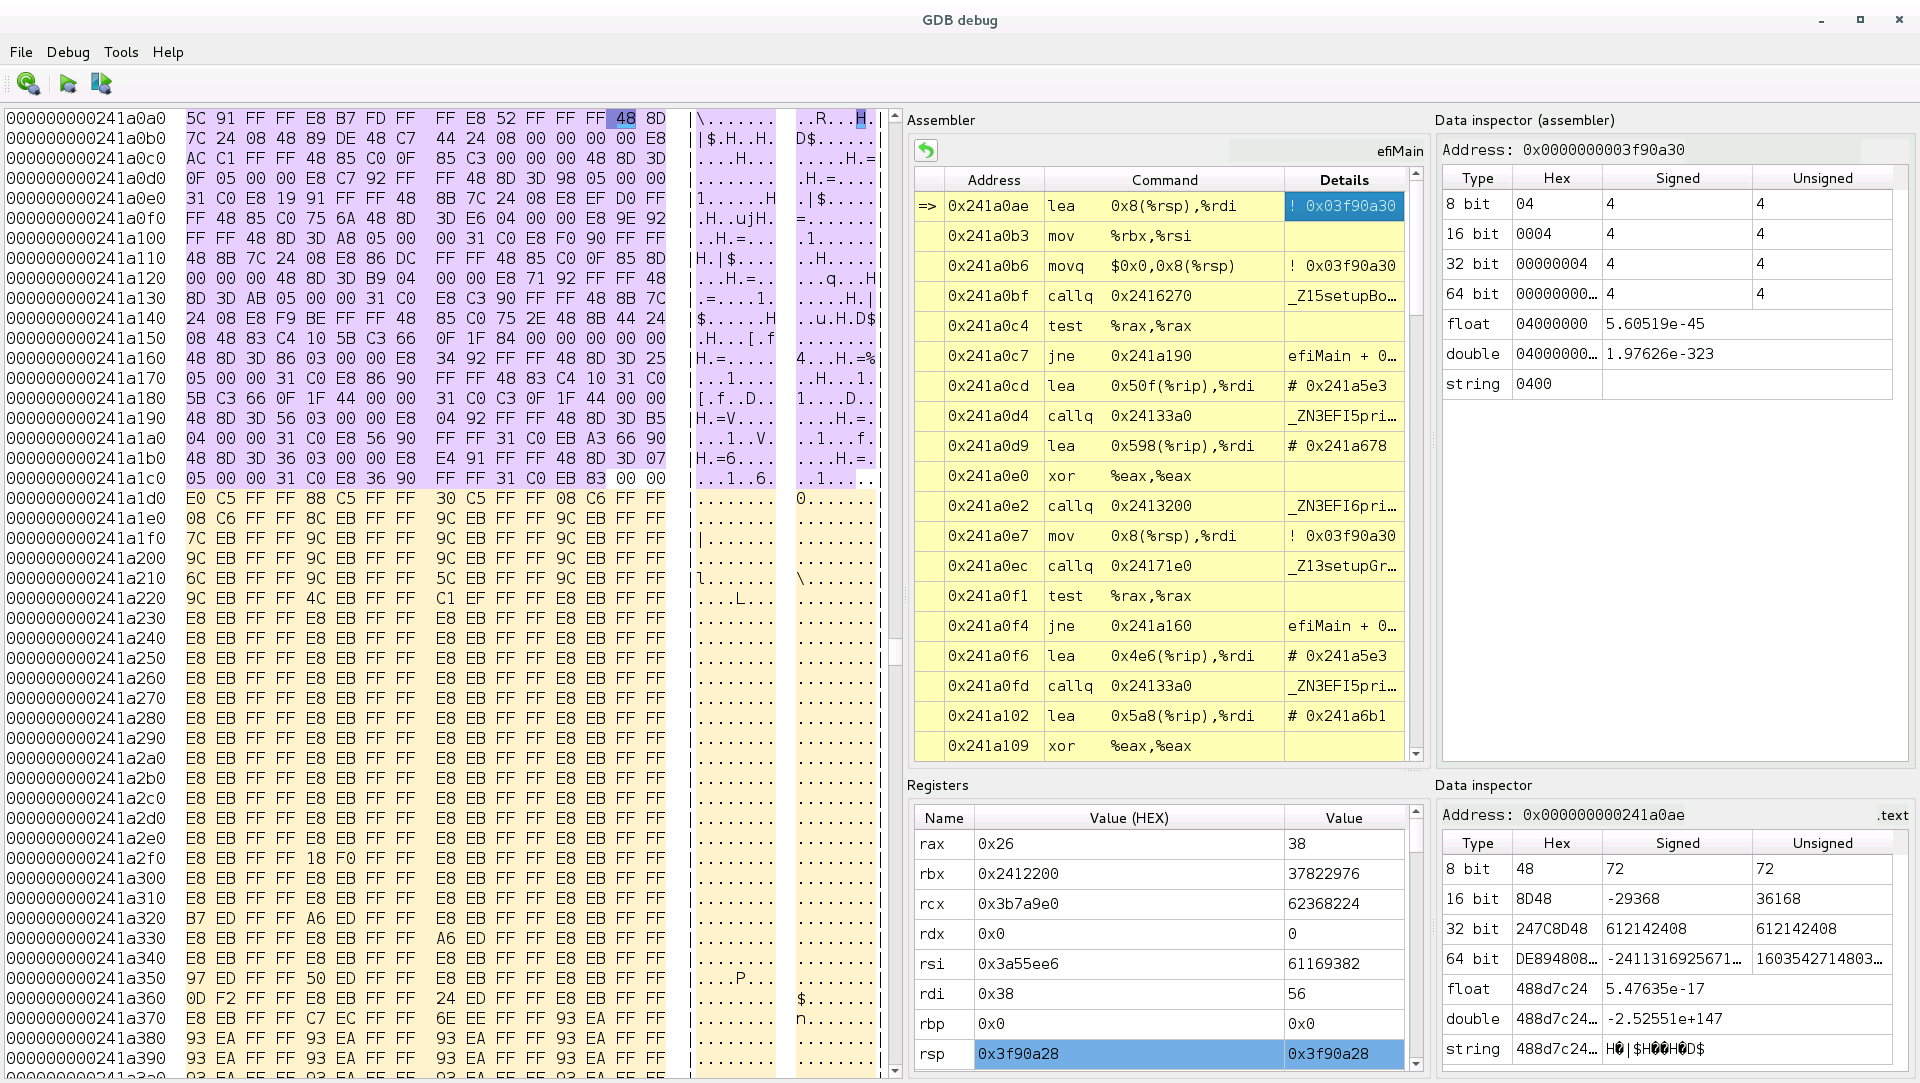 GDB debug
File Debug Tools Help
000000000241a0a0 5C 91 FF FF E8 B7 FD FF FF E8 52 FF FF FF 48 8D |\....... ..R...H.|
000000000241a0b0 7C 24 08 48 89 DE 48 C7 44 24 08 00 00 00 00 E8 ||$.H..H. D$......|
000000000241a0c0 AC C1 FF FF 48 85 C0 0F 85 C3 00 00 00 48 8D 3D |....H... .....H.=|
000000000241a0d0 0F 05 00 00 E8 C7 92 FF FF 48 8D 3D 98 05 00 00 |........ .H.=....|
000000000241a0e0 31 C0 E8 19 91 FF FF 48 8B 7C 24 08 E8 EF D0 FF |1......H .|$.....|
000000000241a0f0 FF 48 85 C0 75 6A 48 8D 3D E6 04 00 00 E8 9E 92 |.H..ujH. =.......|
000000000241a100 FF FF 48 8D 3D A8 05 00 00 31 C0 E8 F0 90 FF FF |..H.=... .1......|
000000000241a110 48 8B 7C 24 08 E8 86 DC FF FF 48 85 C0 0F 85 8D |H.|$.... ..H.....|
000000000241a120 00 00 00 48 8D 3D B9 04 00 00 E8 71 92 FF FF 48 |...H.=.. ...q...H|
000000000241a130 8D 3D AB 05 00 00 31 C0 E8 C3 90 FF FF 48 8B 7C |.=....1. .....H.||
000000000241a140 24 08 E8 F9 BE FF FF 48 85 C0 75 2E 48 8B 44 24 |$......H ..u.H.D$|
000000000241a150 08 48 83 C4 10 5B C3 66 0F 1F 84 00 00 00 00 00 |.H...[.f ........|
000000000241a160 48 8D 3D 86 03 00 00 E8 34 92 FF FF 48 8D 3D 25 |H.=..... 4...H.=%|
000000000241a170 05 00 00 31 C0 E8 86 90 FF FF 48 83 C4 10 31 C0 |...1.... ..H...1.|
000000000241a180 5B C3 66 0F 1F 44 00 00 31 C0 C3 0F 1F 44 00 00 |[.f..D.. 1....D..|
000000000241a190 48 8D 3D 56 03 00 00 E8 04 92 FF FF 48 8D 3D B5 |H.=V.... ....H.=.|
000000000241a1a0 04 00 00 31 C0 E8 56 90 FF FF 31 C0 EB A3 66 90 |...1..V. ..1...f.|
000000000241a1b0 48 8D 3D 36 03 00 00 E8 E4 91 FF FF 48 8D 3D 07 |H.=6.... ....H.=.|
000000000241a1c0 05 00 00 31 C0 E8 36 90 FF FF 31 C0 EB 83 00 00 |...1..6. ..1.....|
000000000241a1d0 E0 C5 FF FF 88 C5 FF FF 30 C5 FF FF 08 C6 FF FF |........ 0.......|
000000000241a1e0 08 C6 FF FF 8C EB FF FF 9C EB FF FF 9C EB FF FF |........ ........|
000000000241a1f0 7C EB FF FF 9C EB FF FF 9C EB FF FF 9C EB FF FF ||....... ........|
000000000241a200 9C EB FF FF 9C EB FF FF 9C EB FF FF 9C EB FF FF |........ ........|
000000000241a210 6C EB FF FF 9C EB FF FF 5C EB FF FF 9C EB FF FF |l....... \.......|
000000000241a220 9C EB FF FF 4C EB FF FF C1 EF FF FF E8 EB FF FF |....L... ........|
000000000241a230 E8 EB FF FF E8 EB FF FF E8 EB FF FF E8 EB FF FF |........ ........|
000000000241a240 E8 EB FF FF E8 EB FF FF E8 EB FF FF E8 EB FF FF |........ ........|
000000000241a250 E8 EB FF FF E8 EB FF FF E8 EB FF FF E8 EB FF FF |........ ........|
000000000241a260 E8 EB FF FF E8 EB FF FF E8 EB FF FF E8 EB FF FF |........ ........|
000000000241a270 E8 EB FF FF E8 EB FF FF E8 EB FF FF E8 EB FF FF |........ ........|
000000000241a280 E8 EB FF FF E8 EB FF FF E8 EB FF FF E8 EB FF FF |........ ........|
000000000241a290 E8 EB FF FF E8 EB FF FF E8 EB FF FF E8 EB FF FF |........ ........|
000000000241a2a0 E8 EB FF FF E8 EB FF FF E8 EB FF FF E8 EB FF FF |........ ........|
000000000241a2b0 E8 EB FF FF E8 EB FF FF E8 EB FF FF E8 EB FF FF |........ ........|
000000000241a2c0 E8 EB FF FF E8 EB FF FF E8 EB FF FF E8 EB FF FF |........ ........|
000000000241a2d0 E8 EB FF FF E8 EB FF FF E8 EB FF FF E8 EB FF FF |........ ........|
000000000241a2e0 E8 EB FF FF E8 EB FF FF E8 EB FF FF E8 EB FF FF |........ ........|
000000000241a2f0 E8 EB FF FF 18 F0 FF FF E8 EB FF FF E8 EB FF FF |........ ........|
000000000241a300 E8 EB FF FF E8 EB FF FF E8 EB FF FF E8 EB FF FF |........ ........|
000000000241a310 E8 EB FF FF E8 EB FF FF E8 EB FF FF E8 EB FF FF |........ ........|
000000000241a320 B7 ED FF FF A6 ED FF FF E8 EB FF FF E8 EB FF FF |........ ........|
000000000241a330 E8 EB FF FF E8 EB FF FF A6 ED FF FF E8 EB FF FF |........ ........|
000000000241a340 E8 EB FF FF E8 EB FF FF E8 EB FF FF E8 EB FF FF |........ ........|
000000000241a350 97 ED FF FF 50 ED FF FF E8 EB FF FF E8 EB FF FF |....P... ........|
000000000241a360 0D F2 FF FF E8 EB FF FF 24 ED FF FF E8 EB FF FF |........ $.......|
000000000241a370 E8 EB FF FF C7 EC FF FF 6E EE FF FF 93 EA FF FF |........ n.......|
000000000241a380 93 EA FF FF 93 EA FF FF 93 EA FF FF 93 EA FF FF |........ ........|
000000000241a390 93 EA FF FF 93 EA FF FF 93 EA FF FF 93 EA FF FF |........ ........|
000000000241a3a0 93 EA FF FF 93 EA FF FF 93 EA FF FF 93 EA FF FF
Assembler
efiMain
Address Command Details
=> 0x241a0ae lea 0x8(%rsp),%rdi ! 0x03f90a30
0x241a0b3 mov %rbx,%rsi
0x241a0b6 movq $0x0,0x8(%rsp) ! 0x03f90a30
0x241a0bf callq 0x2416270 _Z15setupBo…
0x241a0c4 test %rax,%rax
0x241a0c7 jne 0x241a190 efiMain + 0…
0x241a0cd lea 0x50f(%rip),%rdi # 0x241a5e3
0x241a0d4 callq 0x24133a0 _ZN3EFI5pri…
0x241a0d9 lea 0x598(%rip),%rdi # 0x241a678
0x241a0e0 xor %eax,%eax
0x241a0e2 callq 0x2413200 _ZN3EFI6pri…
0x241a0e7 mov 0x8(%rsp),%rdi ! 0x03f90a30
0x241a0ec callq 0x24171e0 _Z13setupGr…
0x241a0f1 test %rax,%rax
0x241a0f4 jne 0x241a160 efiMain + 0…
0x241a0f6 lea 0x4e6(%rip),%rdi # 0x241a5e3
0x241a0fd callq 0x24133a0 _ZN3EFI5pri…
0x241a102 lea 0x5a8(%rip),%rdi # 0x241a6b1
0x241a109 xor %eax,%eax
Registers
Name Value (HEX) Value
rax 0x26 38
rbx 0x2412200 37822976
rcx 0x3b7a9e0 62368224
rdx 0x0 0
rsi 0x3a55ee6 61169382
rdi 0x38 56
rbp 0x0 0x0
rsp 0x3f90a28 0x3f90a28
Data inspector (assembler)
Address: 0x0000000003f90a30
Type Hex Signed Unsigned
8 bit 04 4 4
16 bit 0004 4 4
32 bit 00000004 4 4
64 bit 00000000… 4 4
float 04000000 5.60519e-45
double 04000000… 1.97626e-323
string 0400
Data inspector
Address: 0x000000000241a0ae .text
Type Hex Signed Unsigned
8 bit 48 72 72
16 bit 8D48 -29368 36168
32 bit 247C8D48 612142408 612142408
64 bit DE894808… -2411316925671… 1603542714803…
float 488d7c24 5.47635e-17
double 488d7c24… -2.52551e+147
string 488d7c24… H�|$H��H�D$